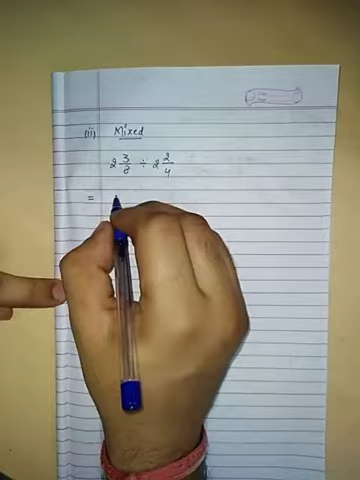 (ii) Mixed
2 3/8 ÷ 2 2/4
=